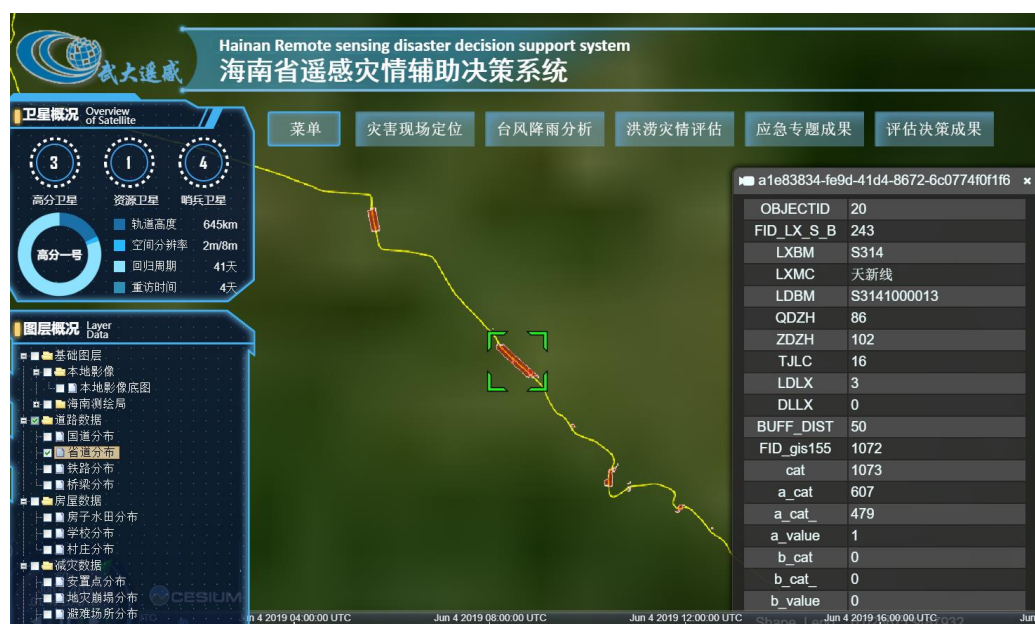 Hainan Remote sensing disaster decision support system
海南省遥感灾情辅助决策系统
武大遥感
卫星概况 Overview of Satellite
3 1 4
高分卫星 资源卫星 哨兵卫星
高分一号
轨道高度 645km
空间分辨率 2m/8m
回归周期 41天
重访时间 4天
菜单 灾害现场定位 台风降雨分析 洪涝灾情评估 应急专题成果 评估决策成果
图层概况 Layer Data
基础图层
本地影像
本地影像底图
海南测绘局
道路数据
国道分布
省道分布
铁路分布
桥梁分布
房屋数据
房子水田分布
学校分布
村庄分布
减灾数据
安置点分布
地灾崩塌分布
避难场所分布
CESIUM
a1e83834-fe9d-41d4-8672-6c0774f0f1f6 ×
OBJECTID 20
FID_LX_S_B 243
LXBM S314
LXMC 天新线
LDBM S3141000013
QDZH 86
ZDZH 102
TJLC 16
LDLX 3
DLLX 0
BUFF_DIST 50
FID_gis155 1072
cat 1073
a_cat 607
a_cat_ 479
a_value 1
b_cat 0
b_cat_ 0
b_value 0
n 4 2019 04:00:00 UTC Jun 4 2019 08:00:00 UTC Jun 4 2019 12:00:00 UTC Jun 4 2019 16:00:00 UTC Jun